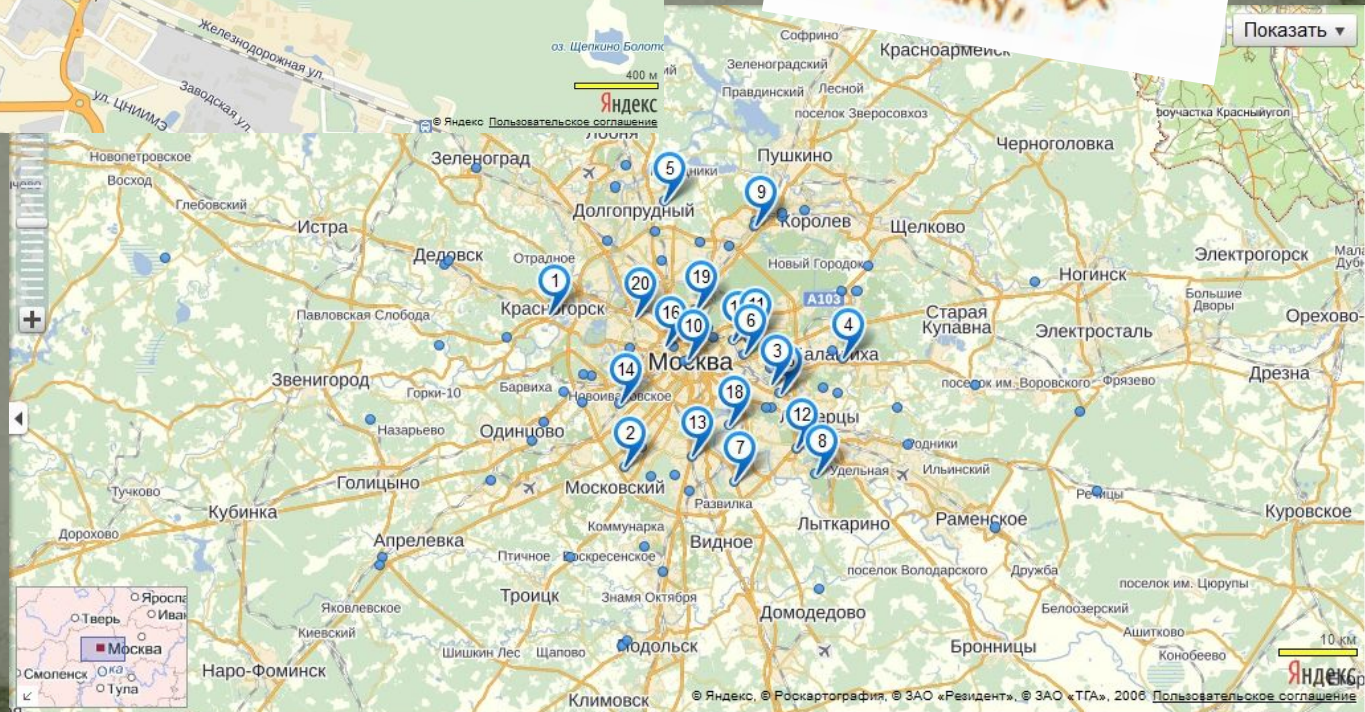 Железнодорожная ул.
оз. Щепкино Болото
Заводская ул.
ул. ЦНИИМЭ
400 м
Яндекс
© Яндекс Пользовательское соглашение
Показать
Софрино
Красноармейск
Зеленоградский
Правдинский
Лесной
поселок Зверосовхоз
Лобня
Новопетровское
Зеленоград
Пушкино
Черноголовка
Восход
5
9
Глебовский
Долгопрудный
Королев
Истра
Щелково
Дедовск
Отрадное
Новый Городок
Электрогорск
Ногинск
1
20
19
A103
Большие
Дворы
Красногорск
Павловская Слобода
16
11
Старая
Купавна
Орехово-
10
6
4
Электросталь
3
Москва
Балашиха
14
Звенигород
Барвиха
Горки-10
Новоивановское
18
поселок им. Воровского
Фрязево
Дрезна
Назарьево
Одинцово
13
12
Люберцы
2
7
8
Родники
Удельная
Ильинский
Голицыно
Московский
Тучково
Развилка
Речицы
Кубинка
Лыткарино
Раменское
Куровское
Дорохово
Апрелевка
Коммунарка
Видное
Птичное
Воскресенское
поселок Володарского
Дружба
поселок им. Цюрупы
Троицк
Знамя Октября
Яковлевское
Домодедово
Белоозерский
Киевский
Ашитково
Подольск
Бронницы
Шишкин Лес
Щапово
Конобеево
Наро-Фоминск
Климовск
Тверь
Москва
Смоленск
Ока
Тула
10 км
Яндекс
© Яндекс, © Роскартография, © ЗАО «Резидент», © ЗАО «ТГА», 2006 Пользовательское соглашение